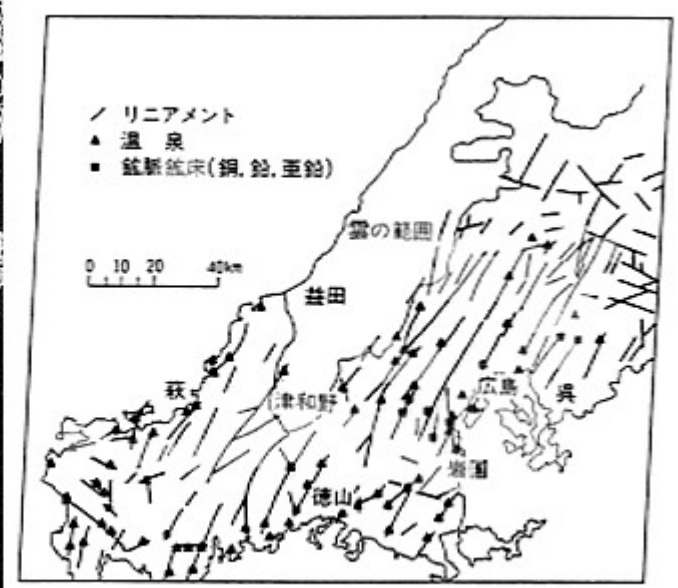 リニアメント
温泉
鉱脈鉱床(銅,鉛,亜鉛)
0 10 20 40km
雲の範囲
益田
萩
津和野
広島
呉
岩国
徳山